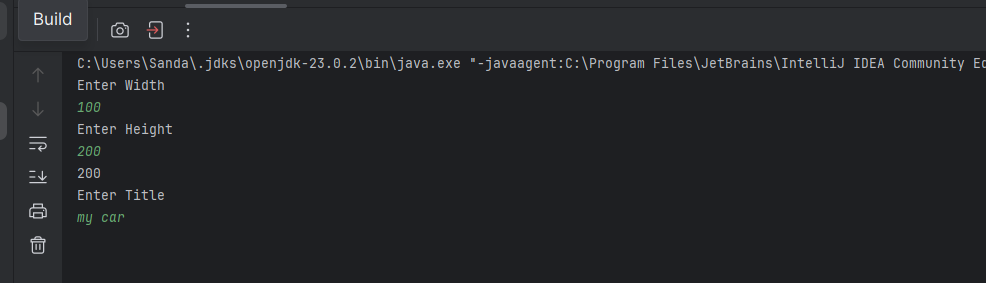 Build
C:\Users\Sanda\.jdks\openjdk-23.0.2\bin\java.exe "-javaagent:C:\Program Files\JetBrains\IntelliJ IDEA Community Ed
Enter Width
100
Enter Height
200
200
Enter Title
my car